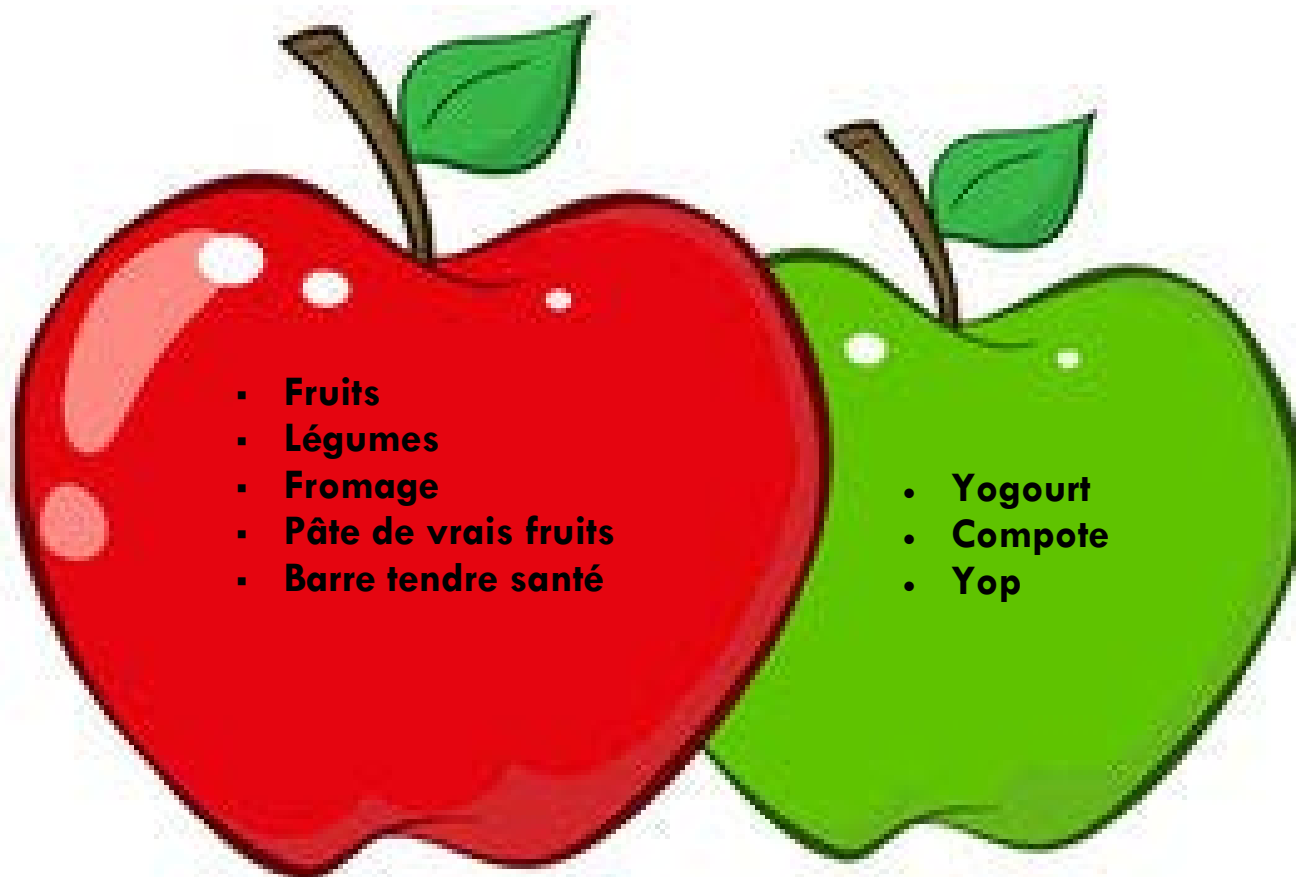 ▪ Fruits
▪ Légumes
▪ Fromage
▪ Pâte de vrais fruits
▪ Barre tendre santé
• Yogourt
• Compote
• Yop